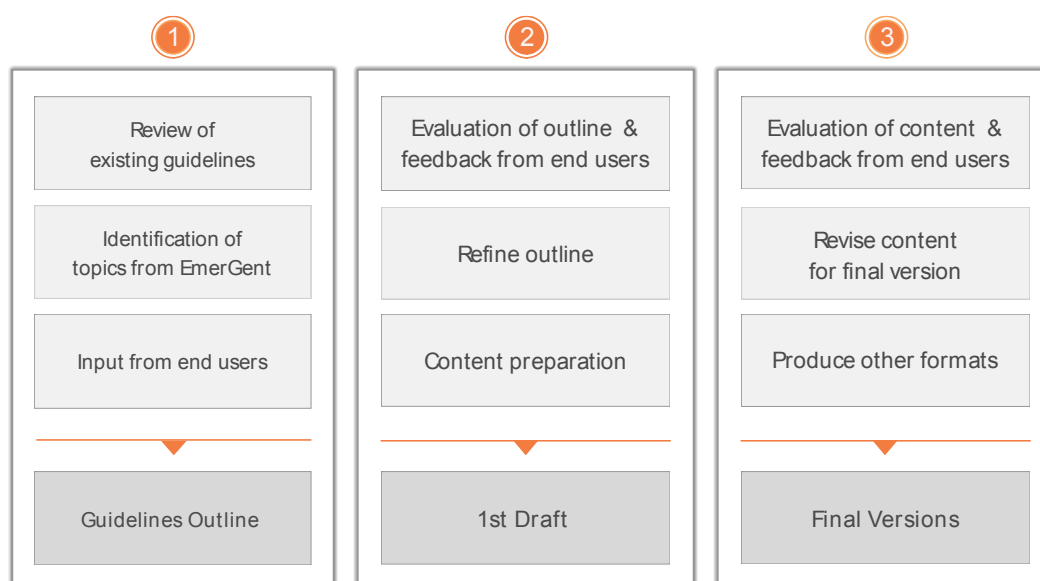 1
Review of
existing guidelines
Identification of
topics from EmerGent
Input from end users
Guidelines Outline
2
Evaluation of outline &
feedback from end users
Refine outline
Content preparation
1st Draft
3
Evaluation of content &
feedback from end users
Revise content
for final version
Produce other formats
Final Versions